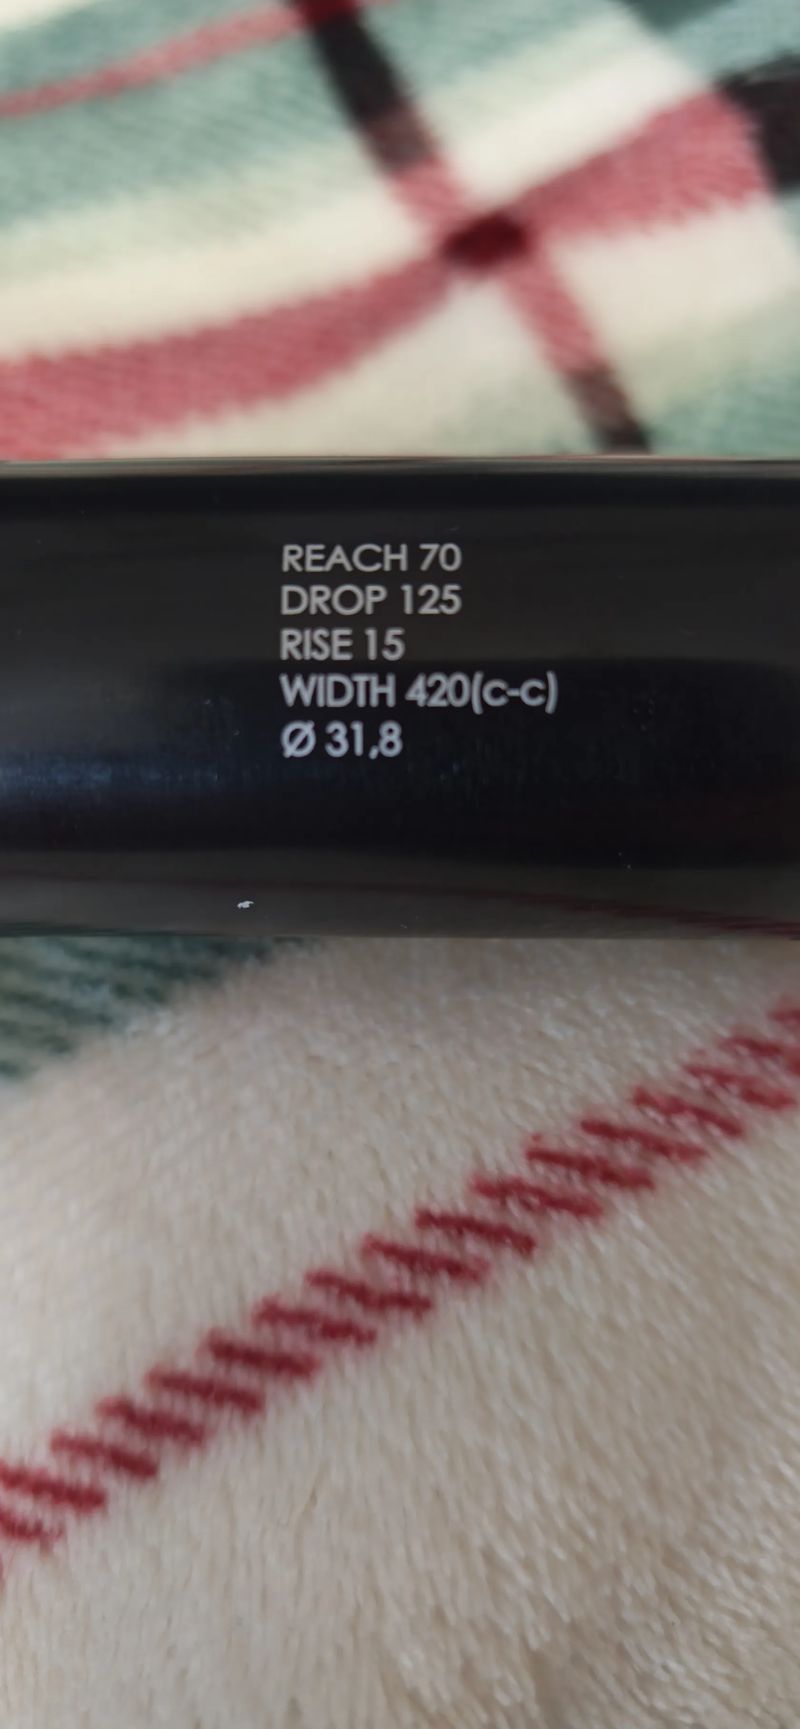 REACH 70
DROP 125
RISE 15
WIDTH 420(c-c)
Ø 31,8